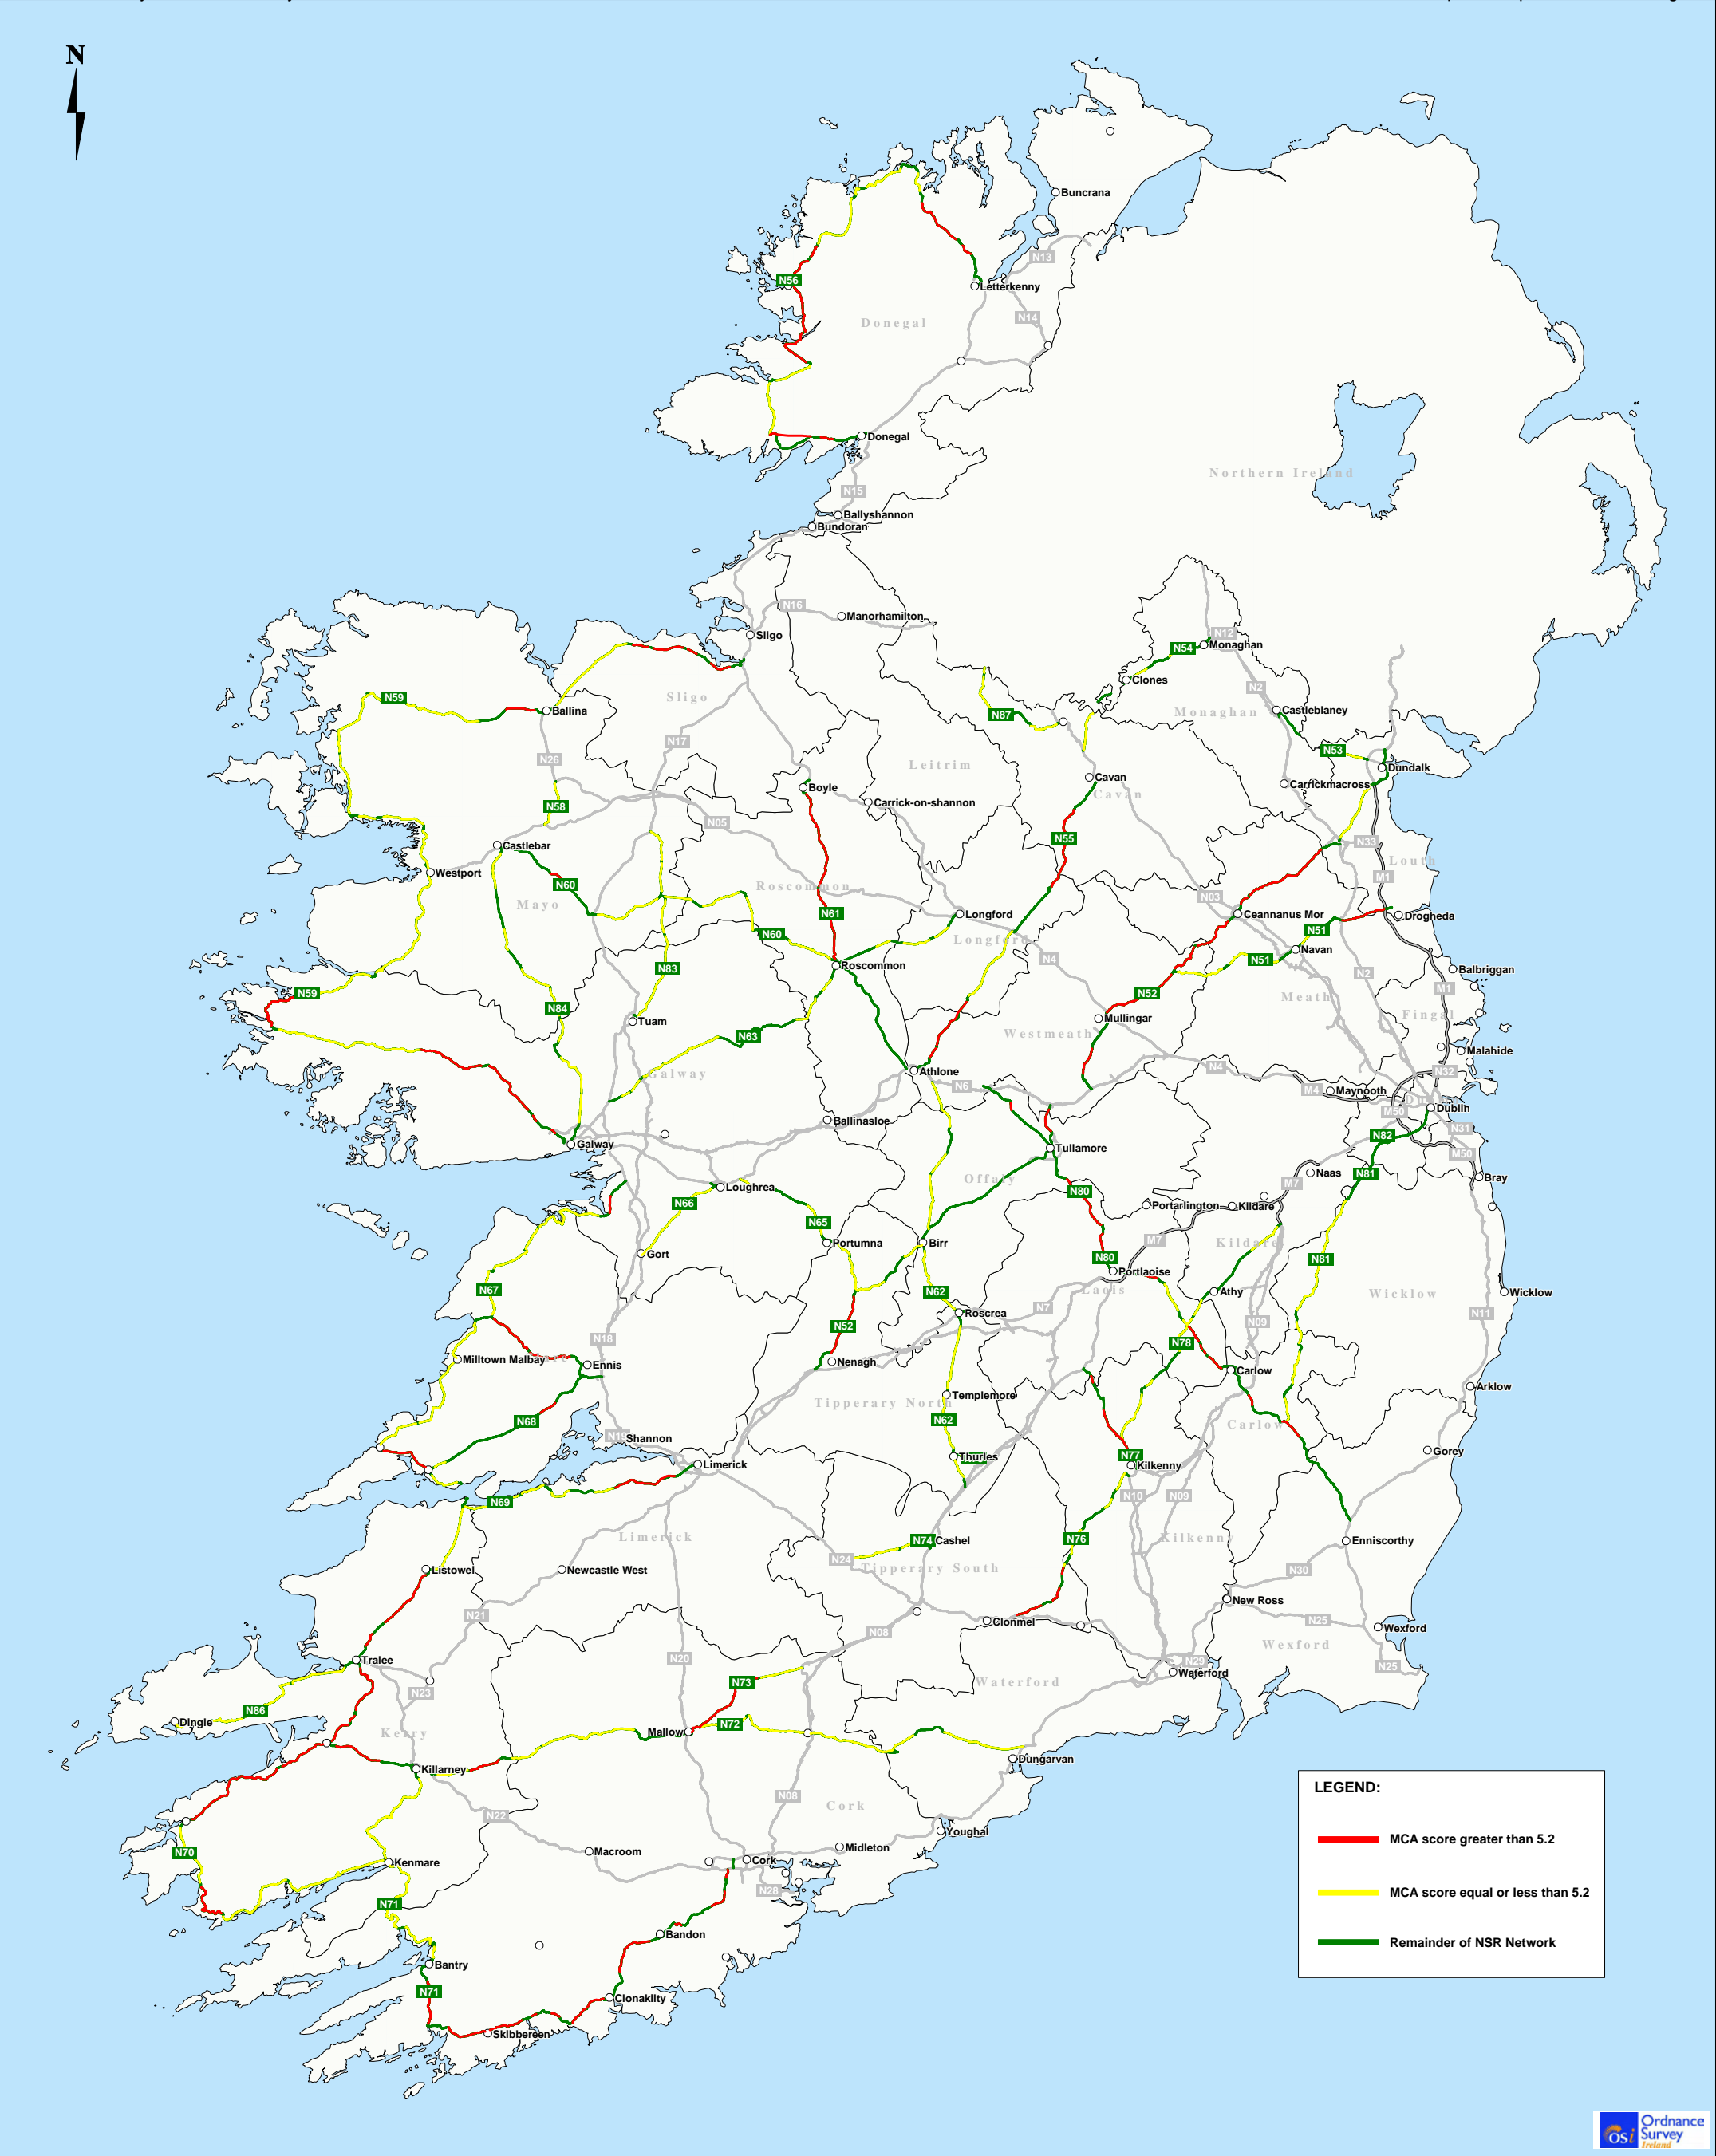 N
Buncrana
N13
N56
Letterkenny
N14
Donegal
Donegal
Northern Ireland
N15
Ballyshannon
Bundoran
N16
Manorhamilton
Sligo
N12
Monaghan
N54
Clones
N2
N59
Sligo
Ballina
N87
Monaghan
Castleblaney
N17
N53
N26
Leitrim
Dundalk
Cavan
Boyle
Carrickmacross
Cavan
Carrick-on-shannon
N58
N05
N55
N33
Castlebar
Louth
Westport
M1
N60
Roscommon
N03
Mayo
N61
Longford
Ceannanus Mor
Drogheda
N60
N51
Longford
Navan
N4
N51
Roscommon
N83
Balbriggan
N2
N59
N52
M1
Meath
N84
Fingal
Tuam
Mullingar
N63
Westmeath
Malahide
N4
N32
Galway
Athlone
N6
M4
Maynooth
Dublin
M50
Ballinasloe
N31
N82
Galway
Tullamore
M50
Naas
N81
Offaly
Bray
M7
Loughrea
N80
N66
Portarlington
Kildare
N65
M7
Kildare
Portumna
Birr
Gort
N80
N81
Portlaoise
N67
N62
Laois
Athy
Wicklow
Wicklow
N7
Roscrea
N11
N52
N09
N18
N78
Milltown Malbay
Nenagh
Ennis
Carlow
Arklow
Templemore
Tipperary North
N68
N62
Carlow
Shannon
Gorey
N77
Thurles
Limerick
Kilkenny
N69
N10
N09
Limerick
N76
Kilkenny
N74
Cashel
Enniscorthy
N24
Tipperary South
Listowel
Newcastle West
N30
New Ross
N21
N25
Clonmel
Wexford
N08
Wexford
Tralee
N20
N29
N25
Waterford
N73
Waterford
N23
N86
Dingle
N72
Mallow
Kerry
Dungarvan
Killarney
LEGEND:
N08
Cork
N22
Youghal
MCA score greater than 5.2
Midleton
N70
Macroom
Cork
Kenmare
N28
MCA score equal or less than 5.2
N71
Bandon
Remainder of NSR Network
Bantry
N71
Clonakilty
Skibbereen
osi
Ordnance
Survey
Ireland